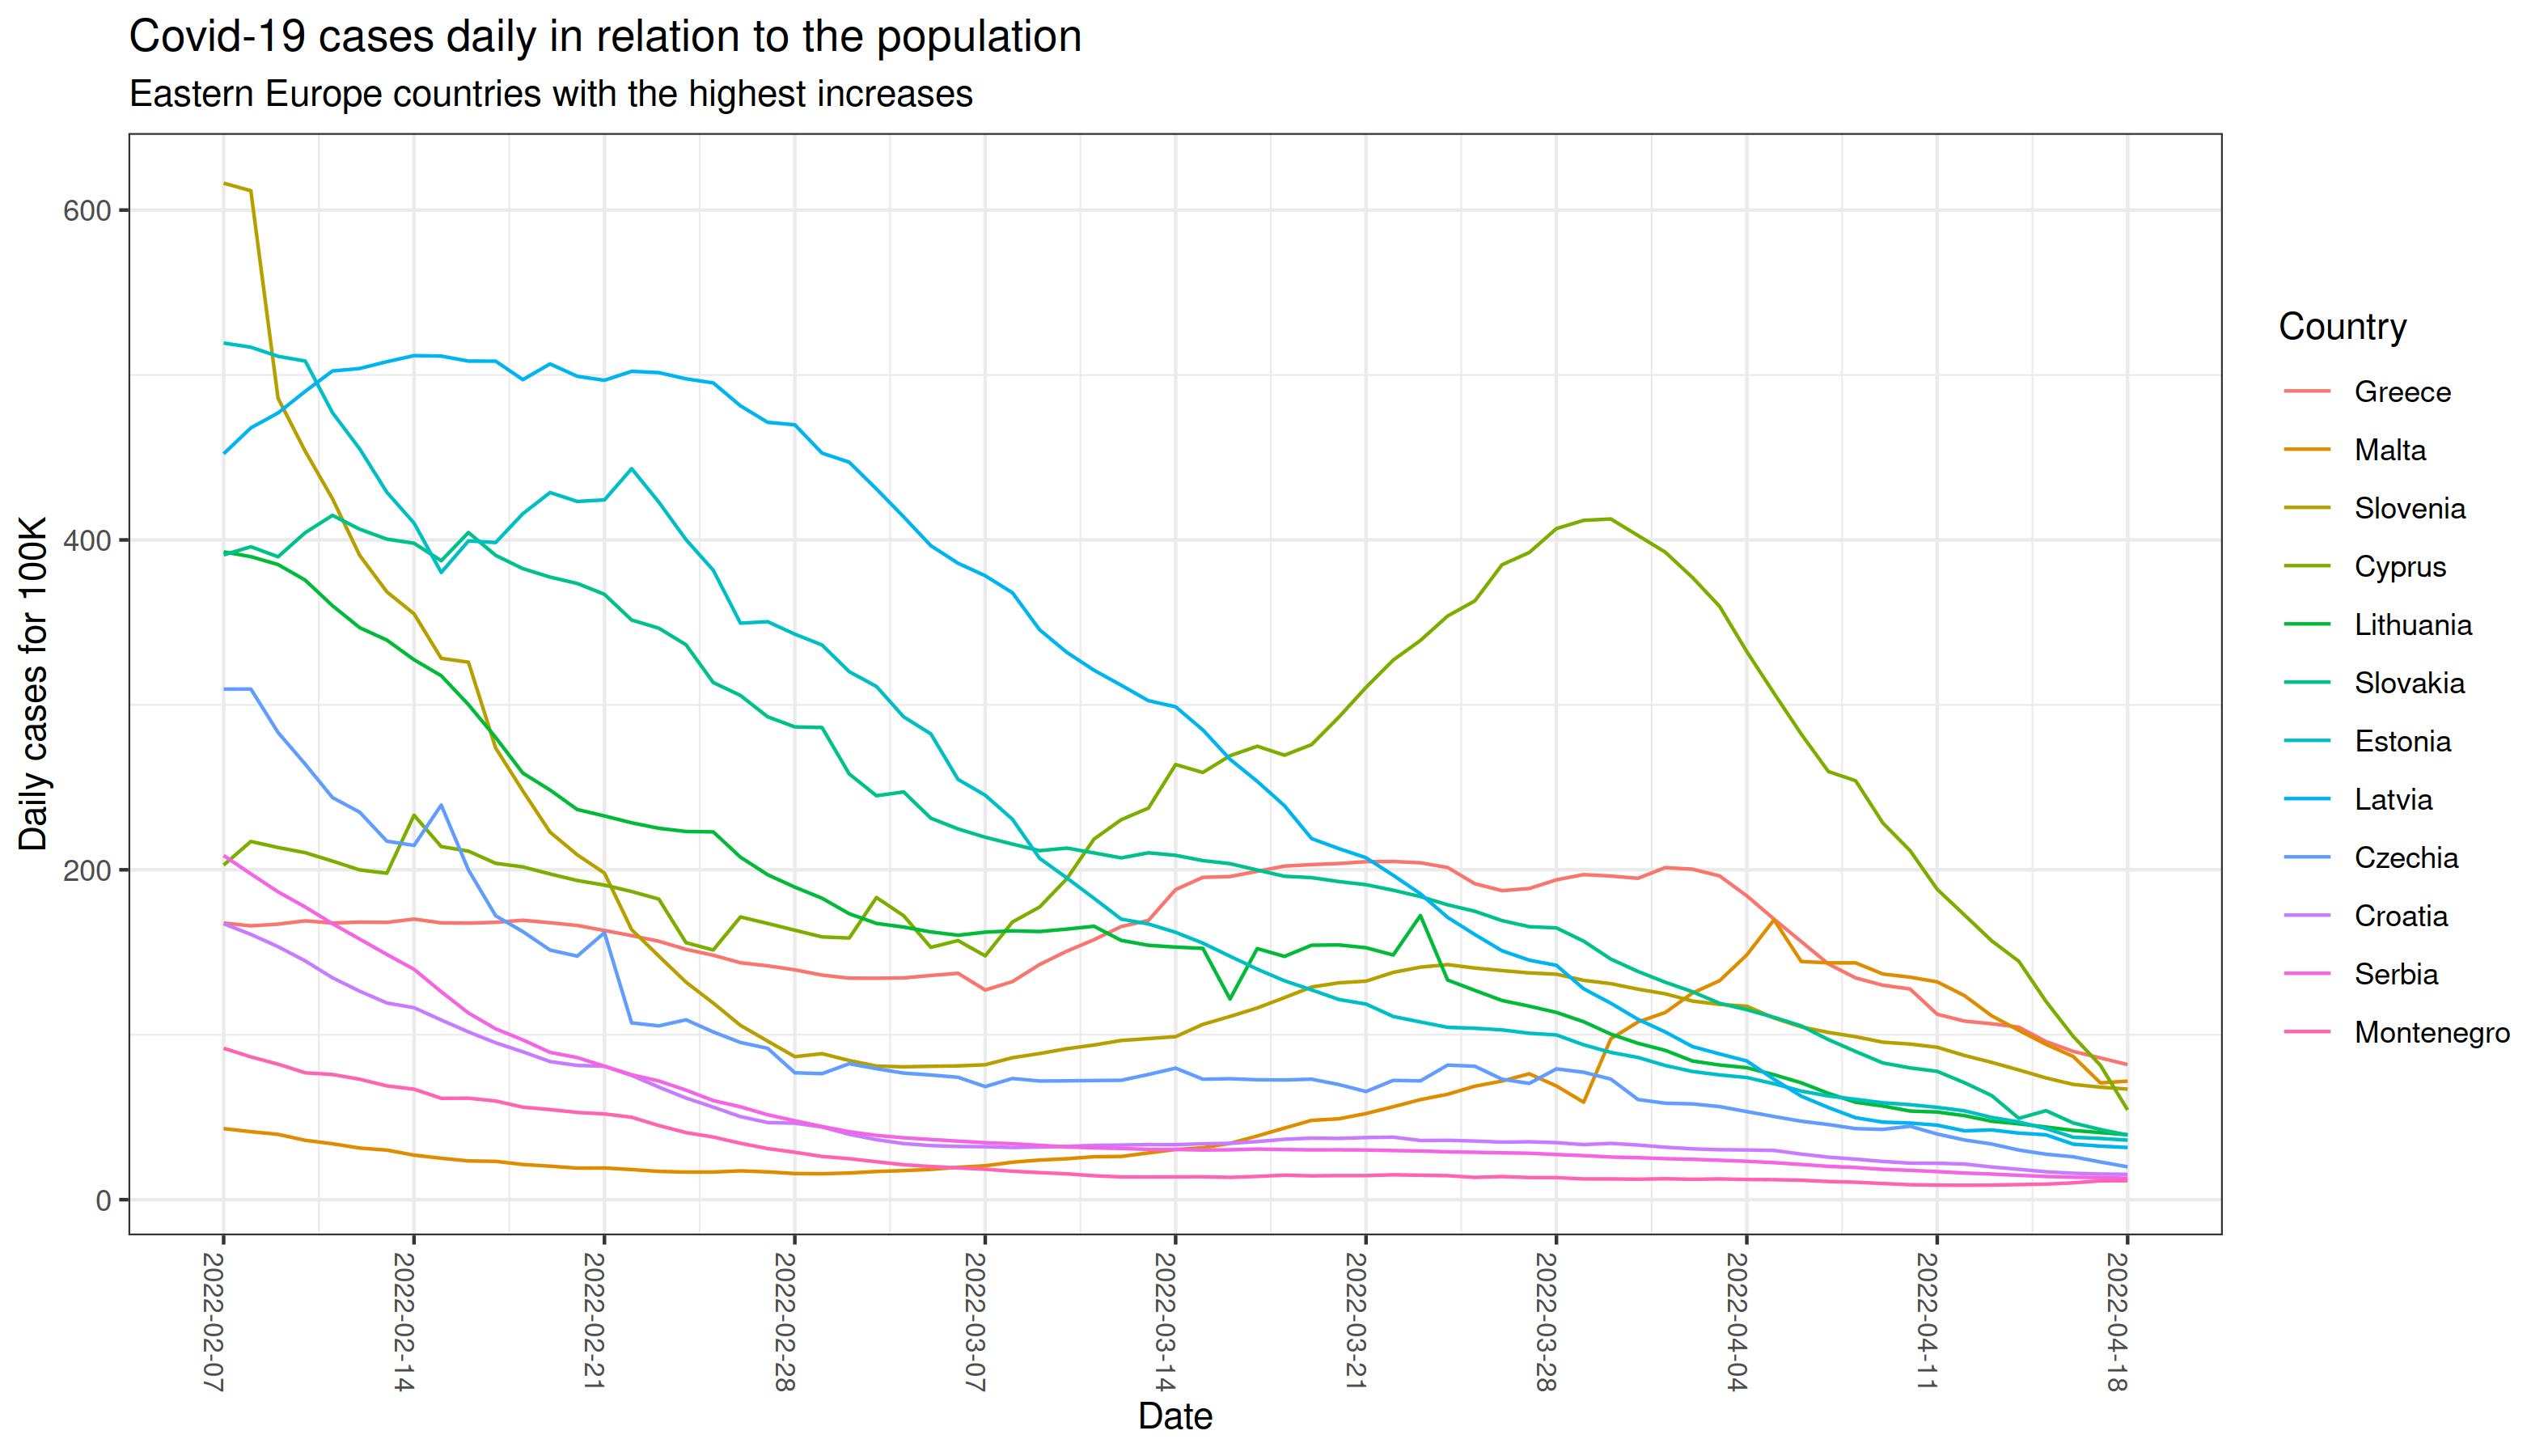 Covid-19 cases daily in relation to the population
Eastern Europe countries with the highest increases
Daily cases for 100K
600
400
200
0
2022-02-07
2022-02-14
2022-02-21
2022-02-28
2022-03-07
2022-03-14
2022-03-21
2022-03-28
2022-04-04
2022-04-11
2022-04-18
Date
Country
Greece
Malta
Slovenia
Cyprus
Lithuania
Slovakia
Estonia
Latvia
Czechia
Croatia
Serbia
Montenegro